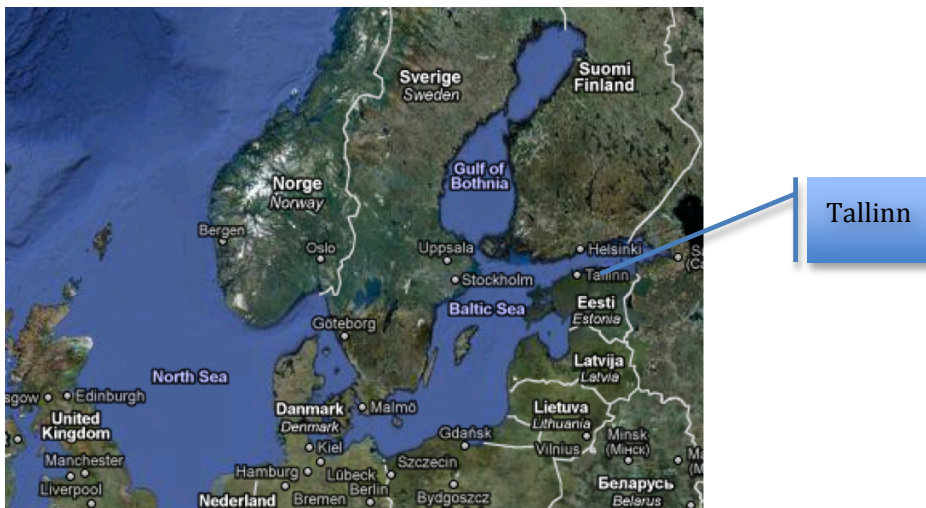 Sverige
Sweden
Suomi
Finland
Gulf of
Bothnia
Norge
Norway
Tallinn
Bergen
Oslo
Uppsala
Helsinki
Stockholm
Tallinn
Baltic Sea
Eesti
Estonia
Göteborg
Latvija
Latvia
North Sea
Edinburgh
United
Kingdom
Danmark
Denmark
Malmö
Lietuva
Lithuania
Gdańsk
Vilnius
Minsk
(Мінск)
Kiel
Manchester
Hamburg
Lübeck
Szczecin
Liverpool
Berlin
Беларусь
Nederland
Bremen
Bydgoszcz
Belarus